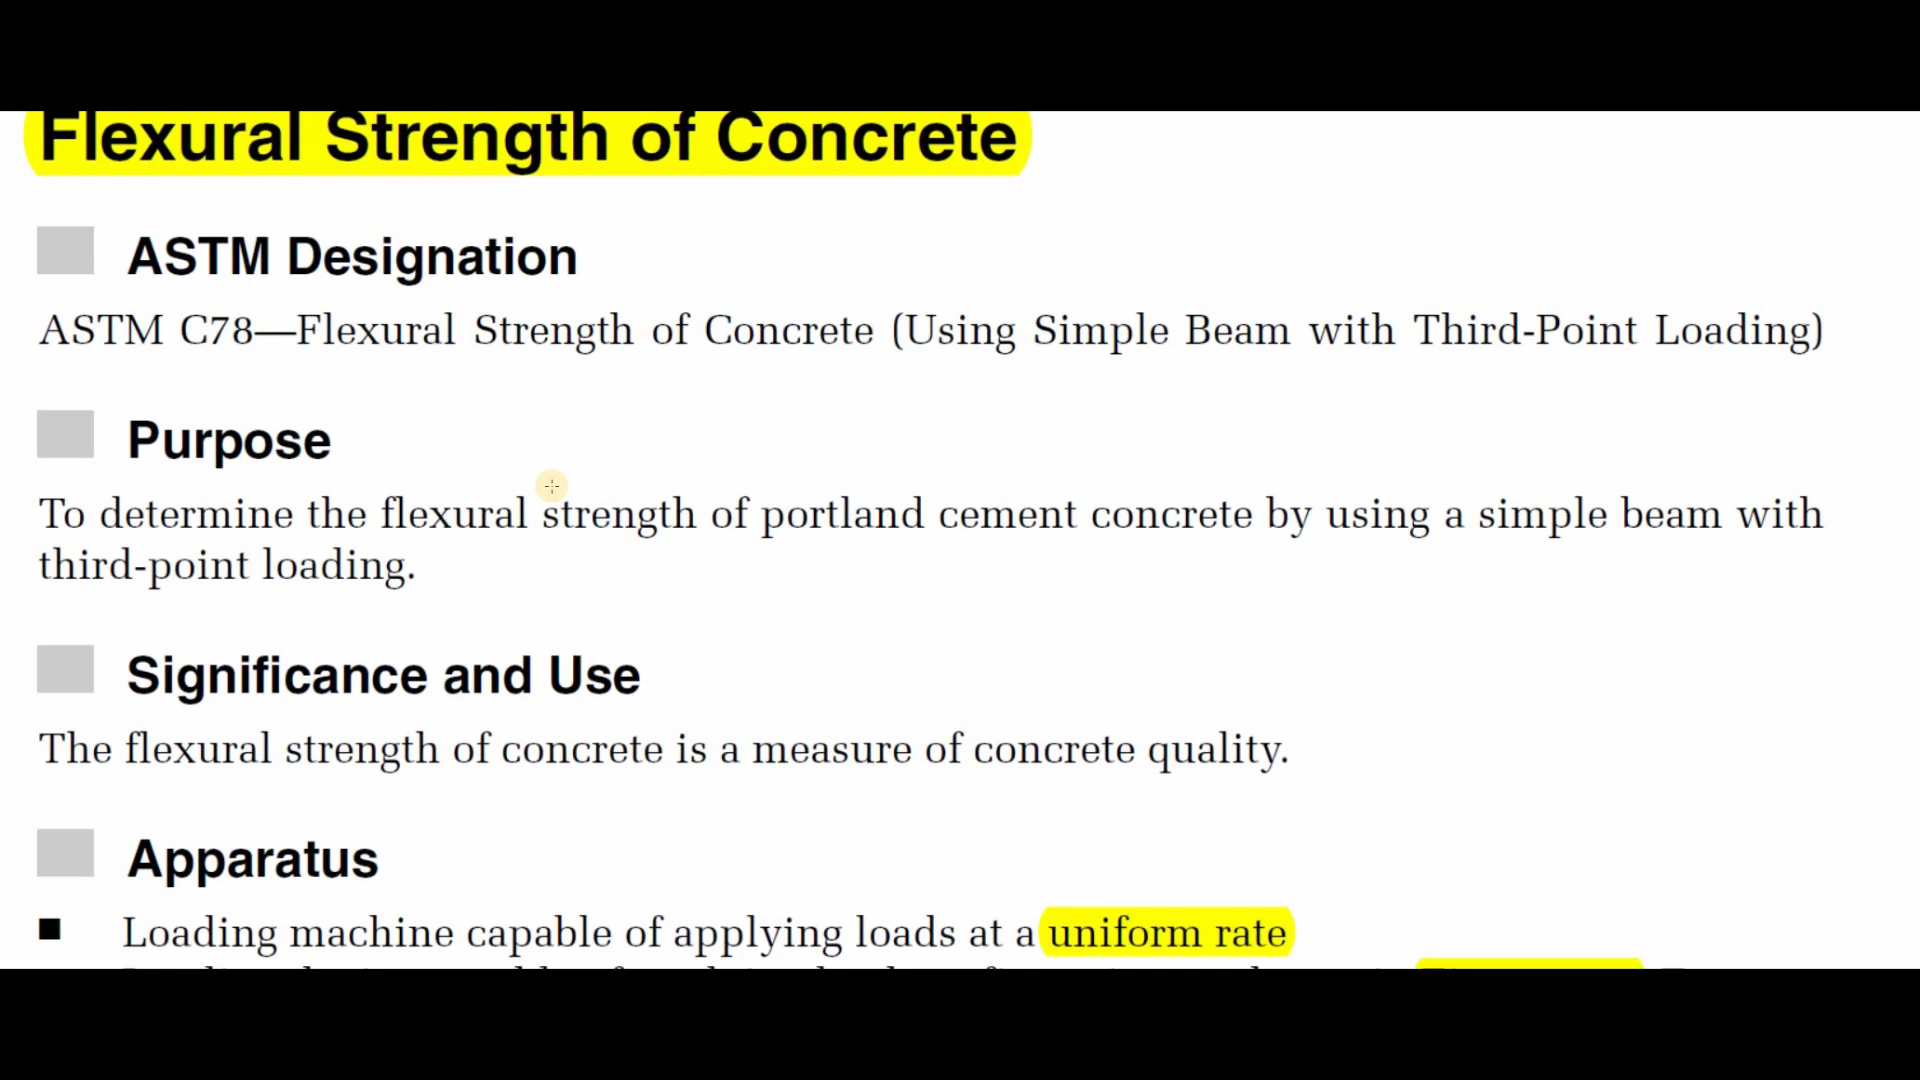 Flexural Strength of Concrete
ASTM Designation
ASTM C78—Flexural Strength of Concrete (Using Simple Beam with Third-Point Loading)
Purpose
To determine the flexural strength of portland cement concrete by using a simple beam with
third-point loading.
Significance and Use
The flexural strength of concrete is a measure of concrete quality.
Apparatus
■ Loading machine capable of applying loads at a uniform rate